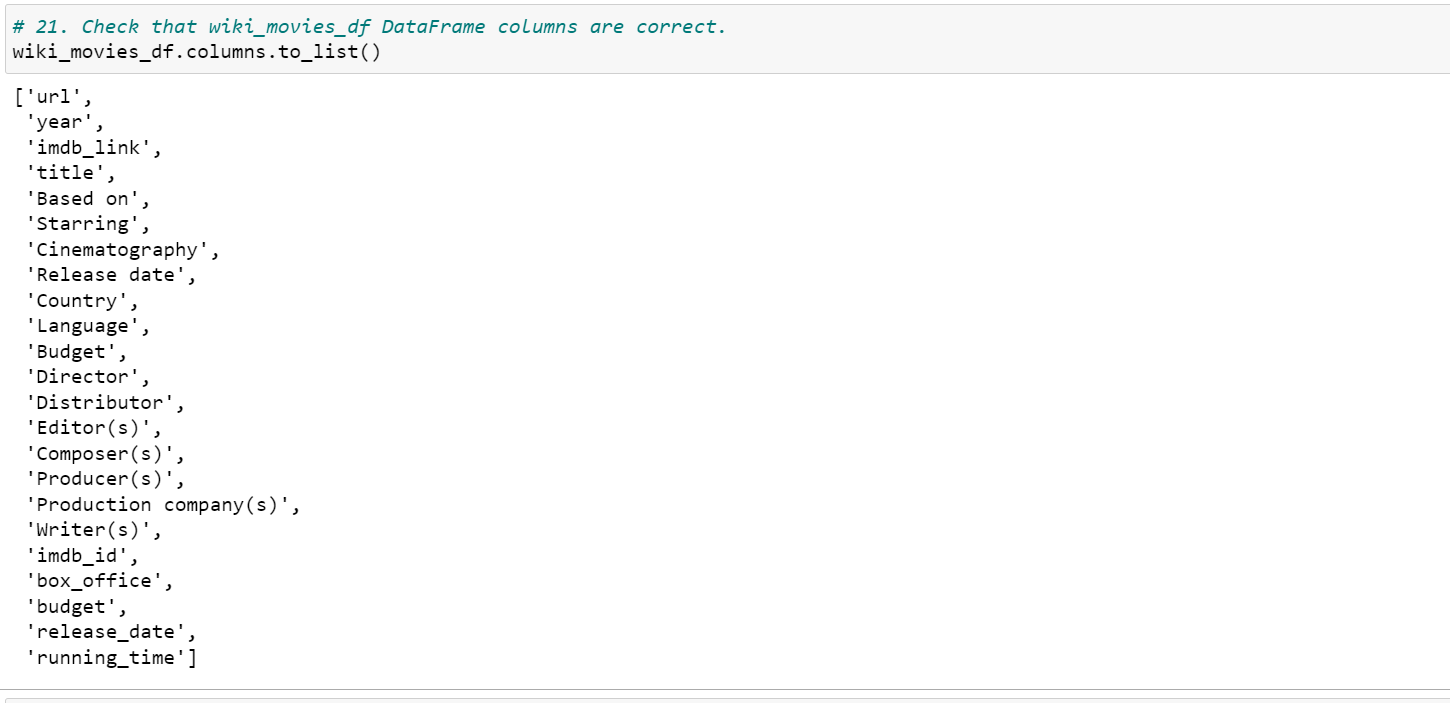 # 21. Check that wiki_movies_df DataFrame columns are correct.
wiki_movies_df.columns.to_list()
['url',
 'year',
 'imdb_link',
 'title',
 'Based on',
 'Starring',
 'Cinematography',
 'Release date',
 'Country',
 'Language',
 'Budget',
 'Director',
 'Distributor',
 'Editor(s)',
 'Composer(s)',
 'Producer(s)',
 'Production company(s)',
 'Writer(s)',
 'imdb_id',
 'box_office',
 'budget',
 'release_date',
 'running_time']